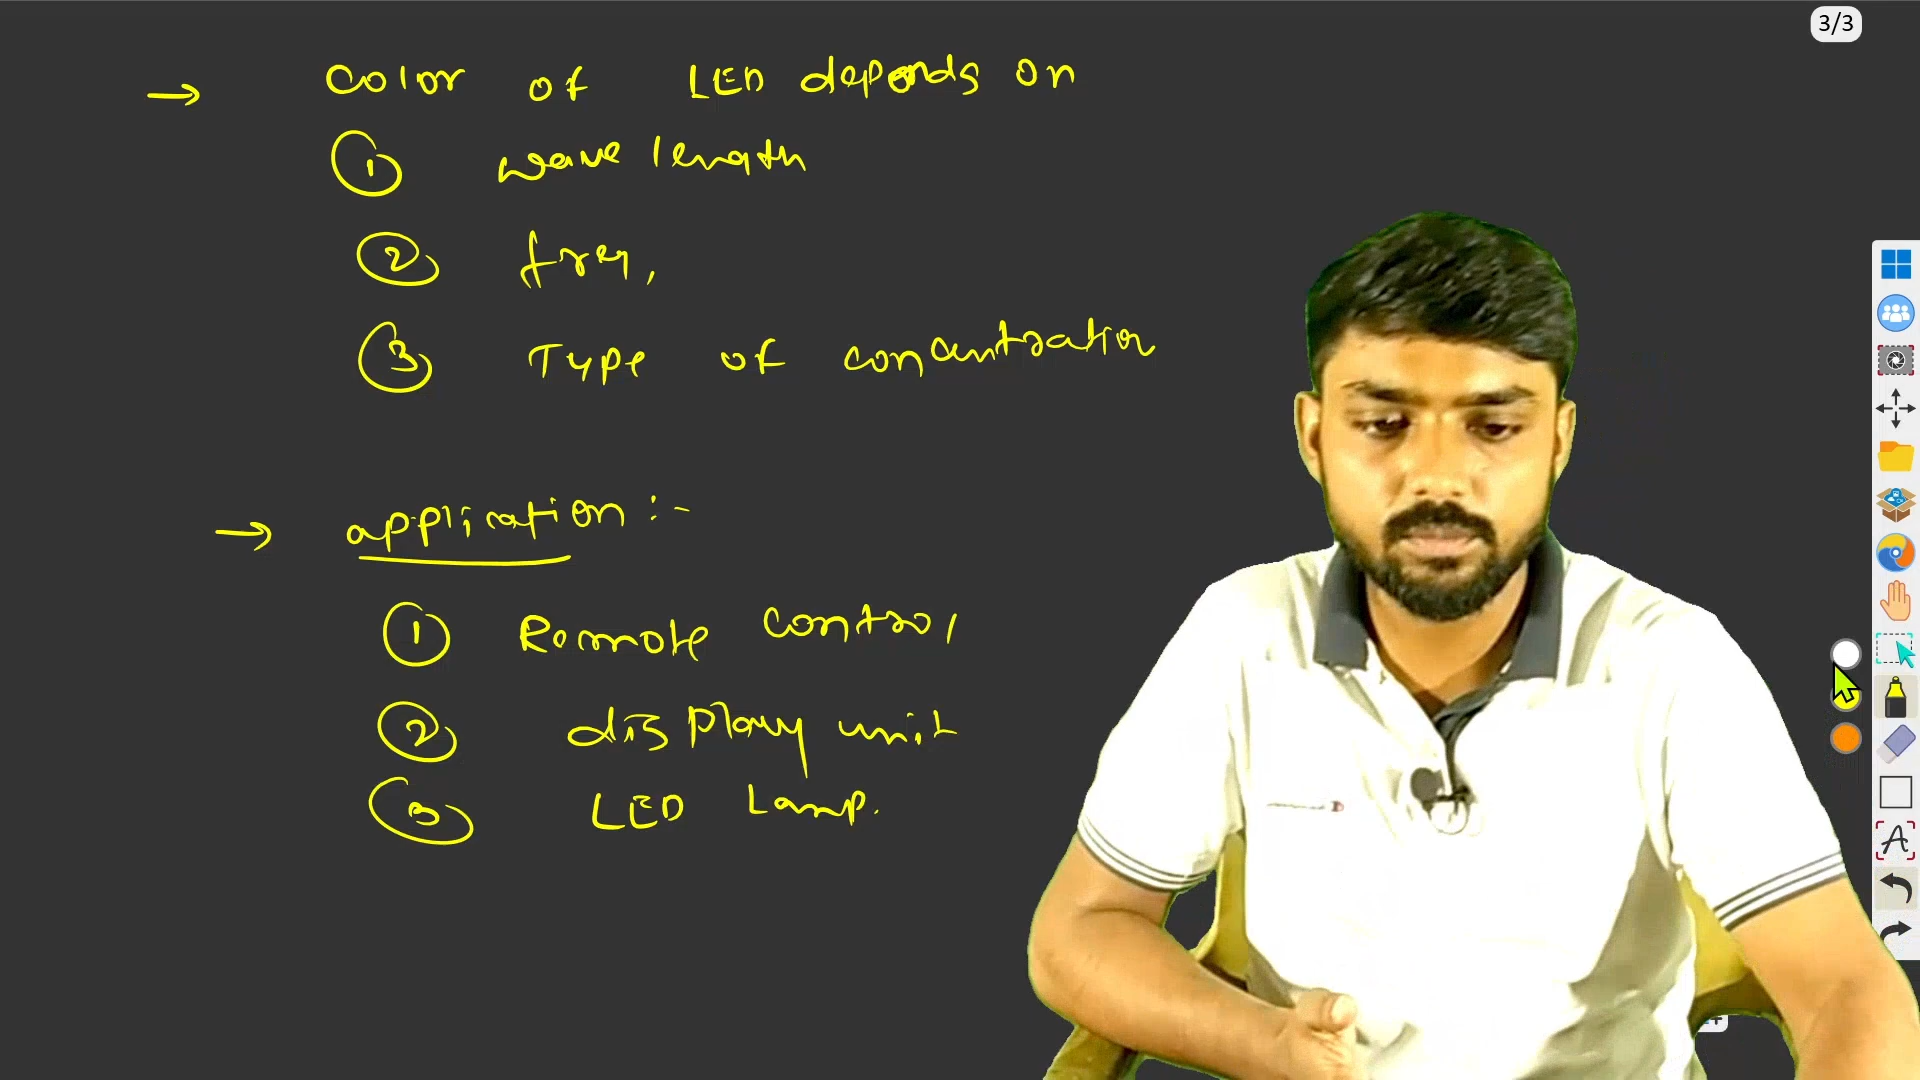 3/3
→ Color of LED depends on
① wave length
② freq,
③ Type of concentration
→ application :-
① Remote control
② display unit
③ LED Lamp.